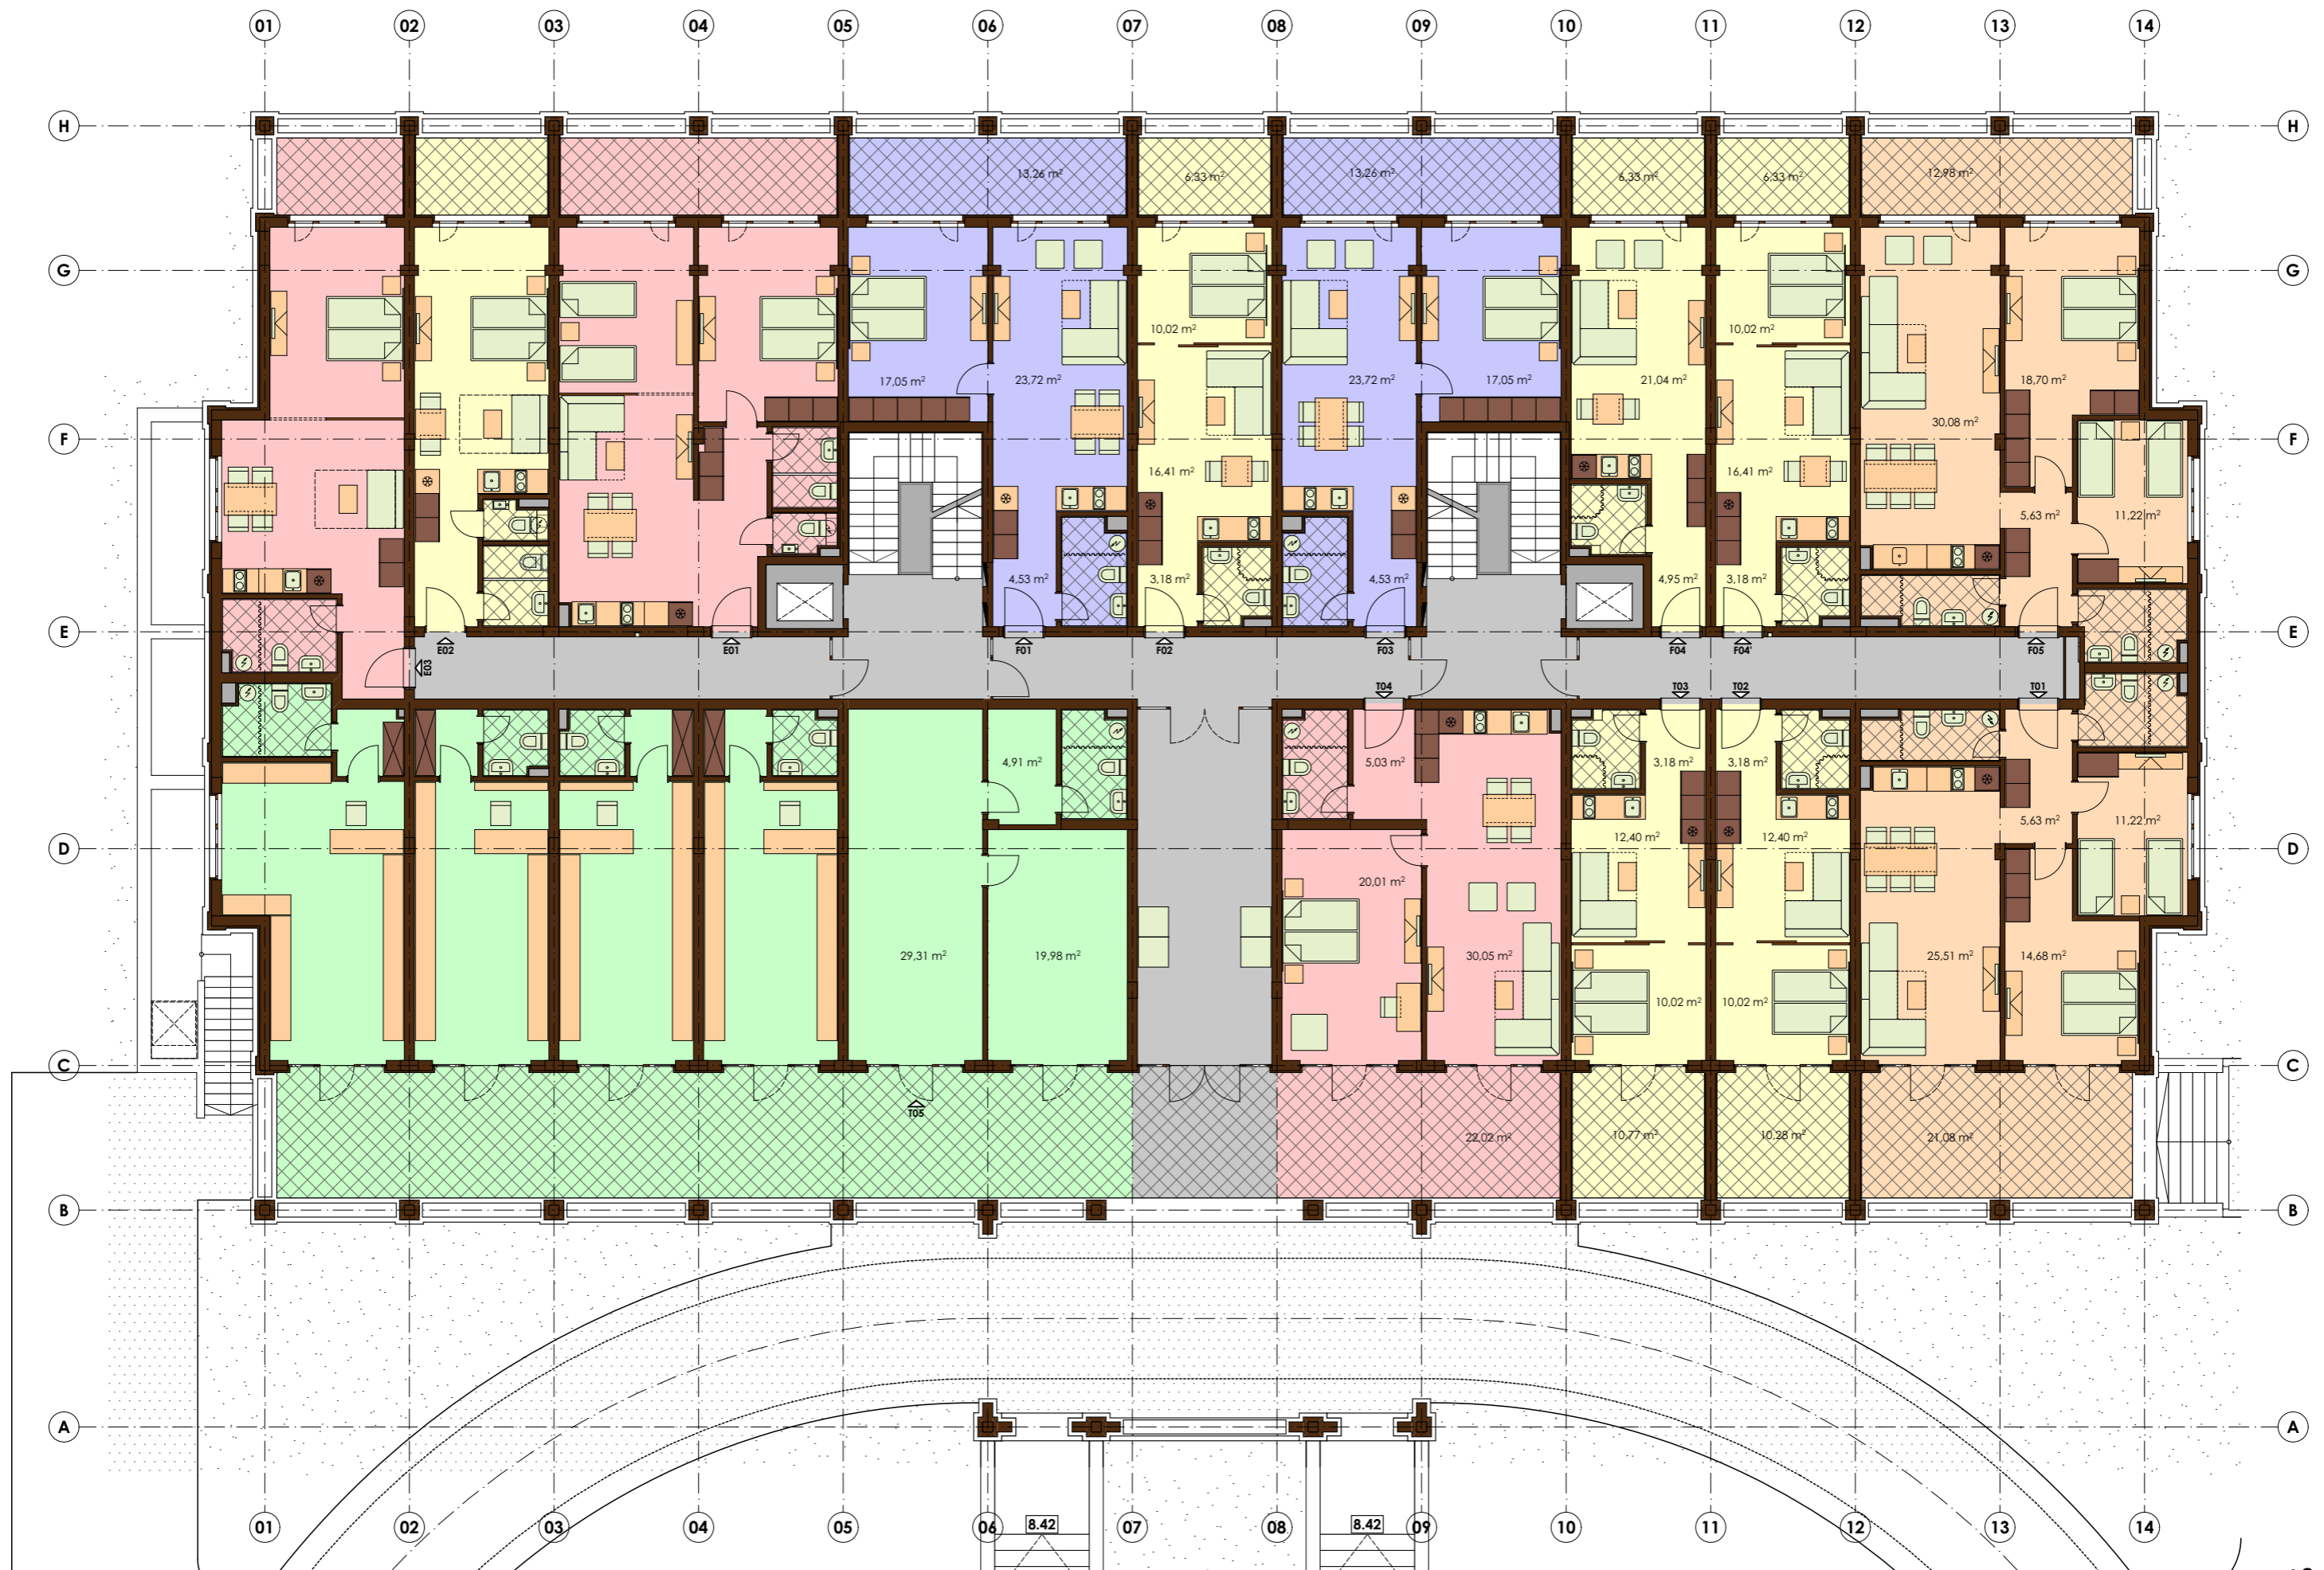 01 02 03 04 05 06 07 08 09 10 11 12 13 14
H H
13,26 m² 6,33 m² 13,26 m² 6,33 m² 6,33 m² 12,98 m²
G G
10,02 m² 10,02 m²
17,05 m² 23,72 m² 23,72 m² 17,05 m² 21,04 m² 18,70 m²
30,08 m²
F F
16,41 m² 16,41 m²
5,63 m² 11,22 m²
4,53 m² 3,18 m² 4,53 m² 4,95 m² 3,18 m²
E E
E02 E01 F01 F02 F03 F04 F04' F05
E03
T04 T03 T02 T01
4,91 m² 5,03 m² 3,18 m² 3,18 m²
5,63 m² 11,22 m²
12,40 m² 12,40 m²
D D
20,01 m²
29,31 m² 19,98 m² 30,05 m² 25,51 m² 14,68 m²
10,02 m² 10,02 m²
C C
T05
22,02 m² 10,77 m² 10,28 m² 21,08 m²
B B
A A
8.42 8.42
01 02 03 04 05 06 07 08 09 10 11 12 13 14